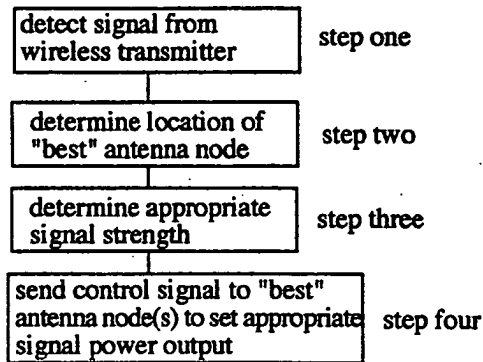 detect signal from
wireless transmitter
step one
determine location of
"best" antenna node
step two
determine appropriate
signal strength
step three
send control signal to "best"
antenna node(s) to set appropriate
signal power output
step four